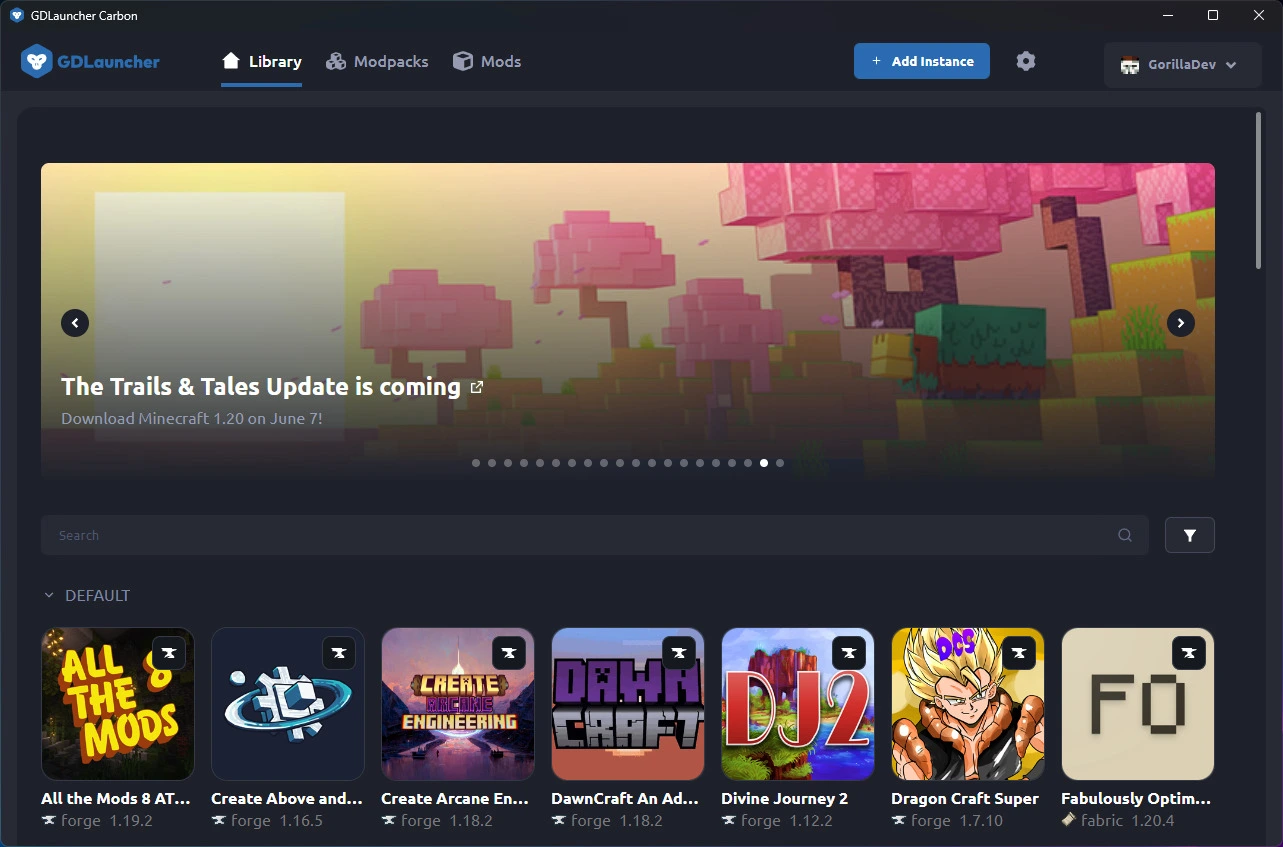 GDLauncher Carbon
GDLauncher
Library
Modpacks
Mods
+ Add Instance
GorillaDev
The Trails & Tales Update is coming
Download Minecraft 1.20 on June 7!
Search
DEFAULT
ALL THE MODS 8
CREATE ARCANE ENGINEERING
DAWN CRAFT
DJ2
DCS
FO
All the Mods 8 AT...
Create Above and...
Create Arcane En...
DawnCraft An Ad...
Divine Journey 2
Dragon Craft Super
Fabulously Optim...
forge 1.19.2
forge 1.16.5
forge 1.18.2
forge 1.18.2
forge 1.12.2
forge 1.7.10
fabric 1.20.4